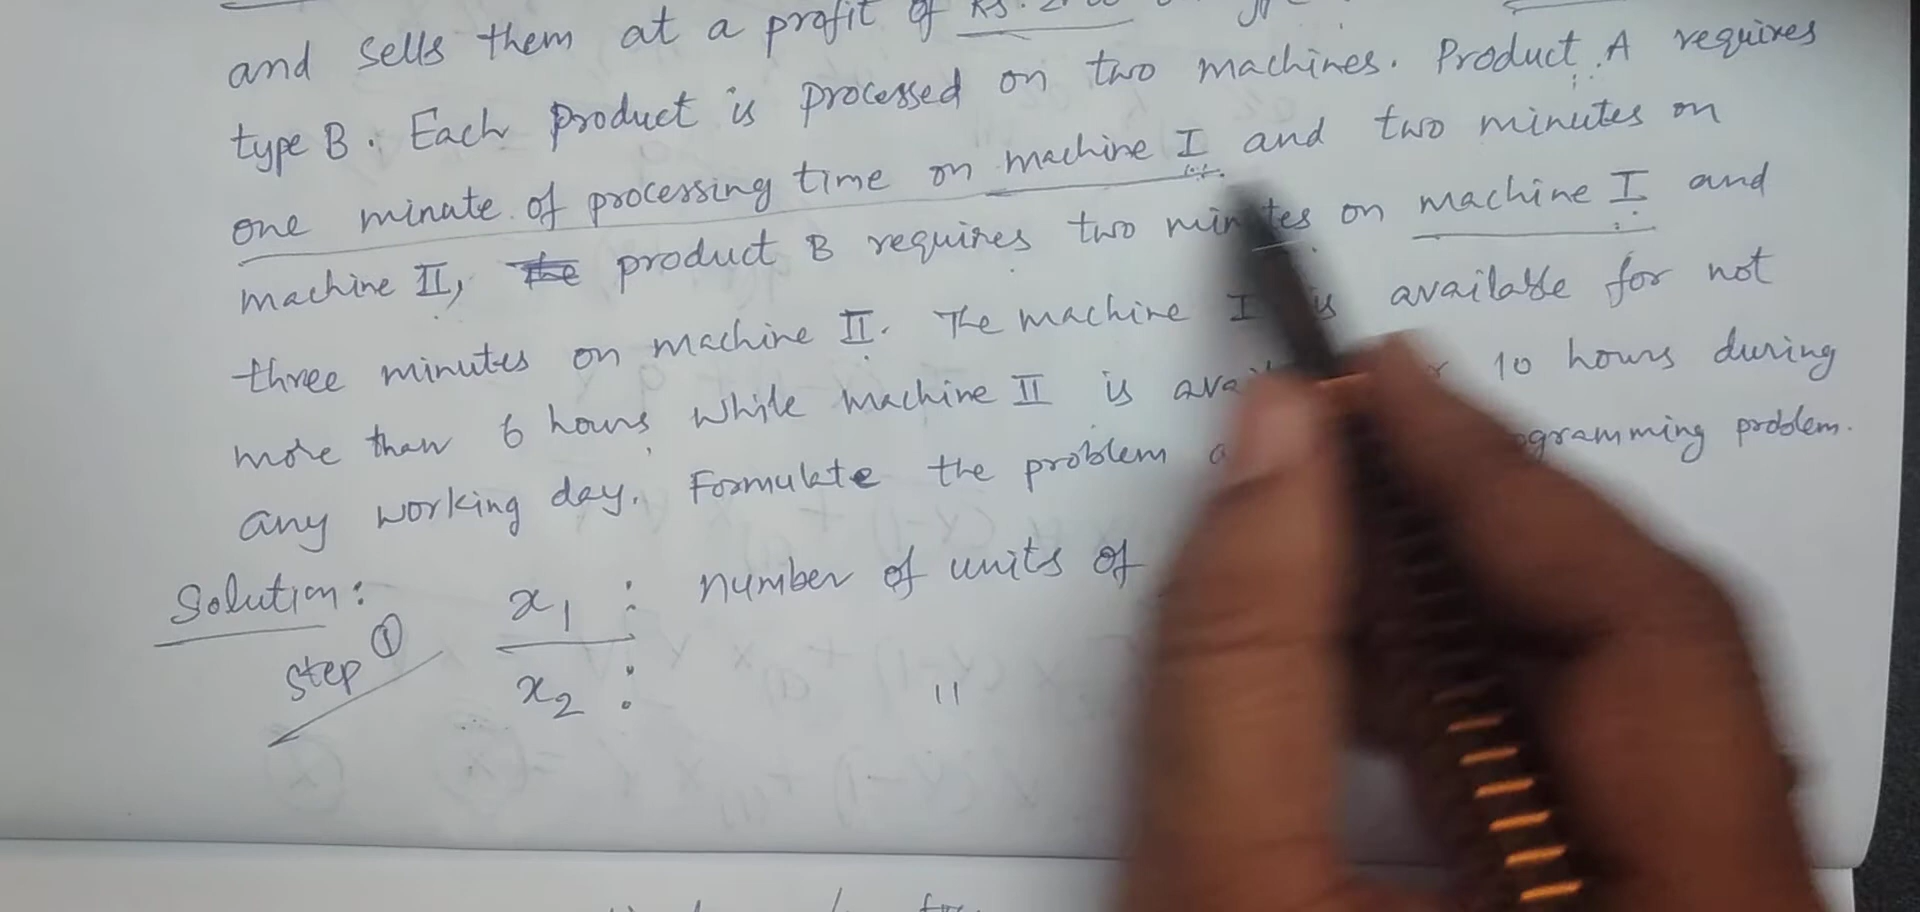 and sells them at a profit of Rs.
type B. Each product is processed on two machines. Product A requires
one minute of processing time on machine I and two minutes on
machine II, the product B requires two minutes on machine I and
three minutes on machine II. The machine I is available for not
more than 6 hours while machine II is 10 hours during
any working day. Formulate the problem problem.
Solution: x1 : number of units of
step ① x2 : "